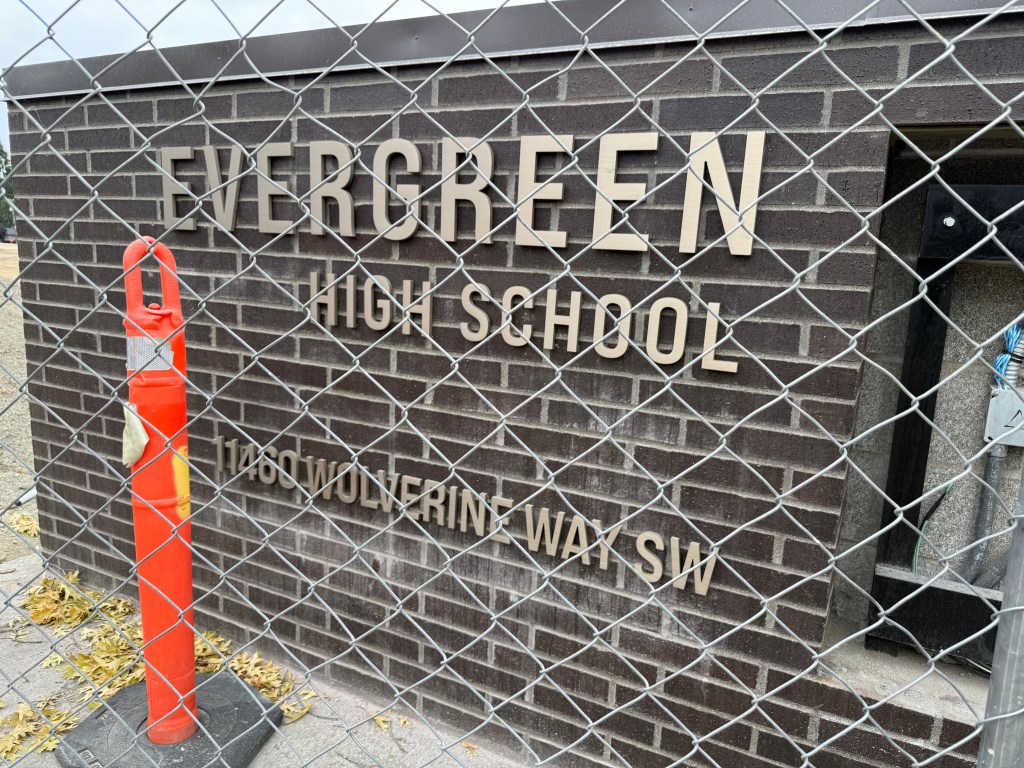 EVERGREEN
HIGH SCHOOL
11460 WOLVERINE WAY SW